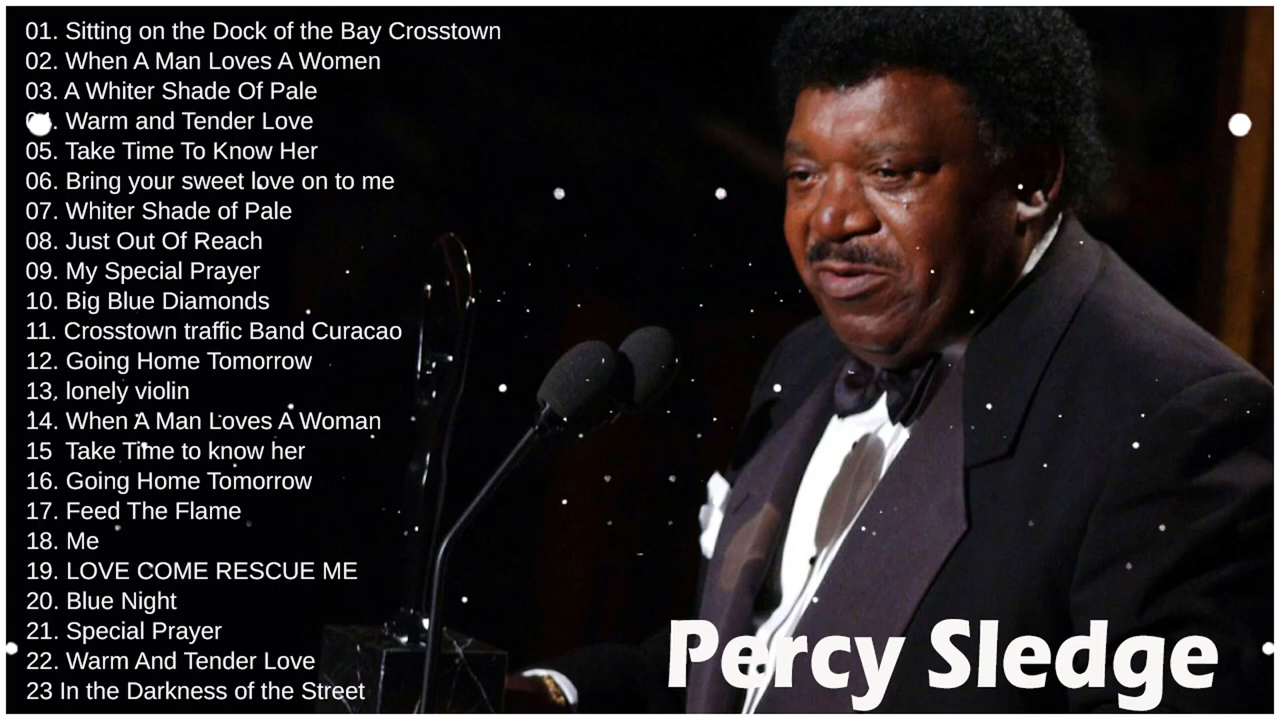 01. Sitting on the Dock of the Bay Crosstown
02. When A Man Loves A Women
03. A Whiter Shade Of Pale
. Warm and Tender Love
05. Take Time To Know Her
06. Bring your sweet love on to me
07. Whiter Shade of Pale
08. Just Out Of Reach
09. My Special Prayer
10. Big Blue Diamonds
11. Crosstown traffic Band Curacao
12. Going Home Tomorrow
13. lonely violin
14. When A Man Loves A Woman
15 Take Time to know her
16. Going Home Tomorrow
17. Feed The Flame
18. Me
19. LOVE COME RESCUE ME
20. Blue Night
21. Special Prayer
22. Warm And Tender Love
23 In the Darkness of the Street
Percy Sledge